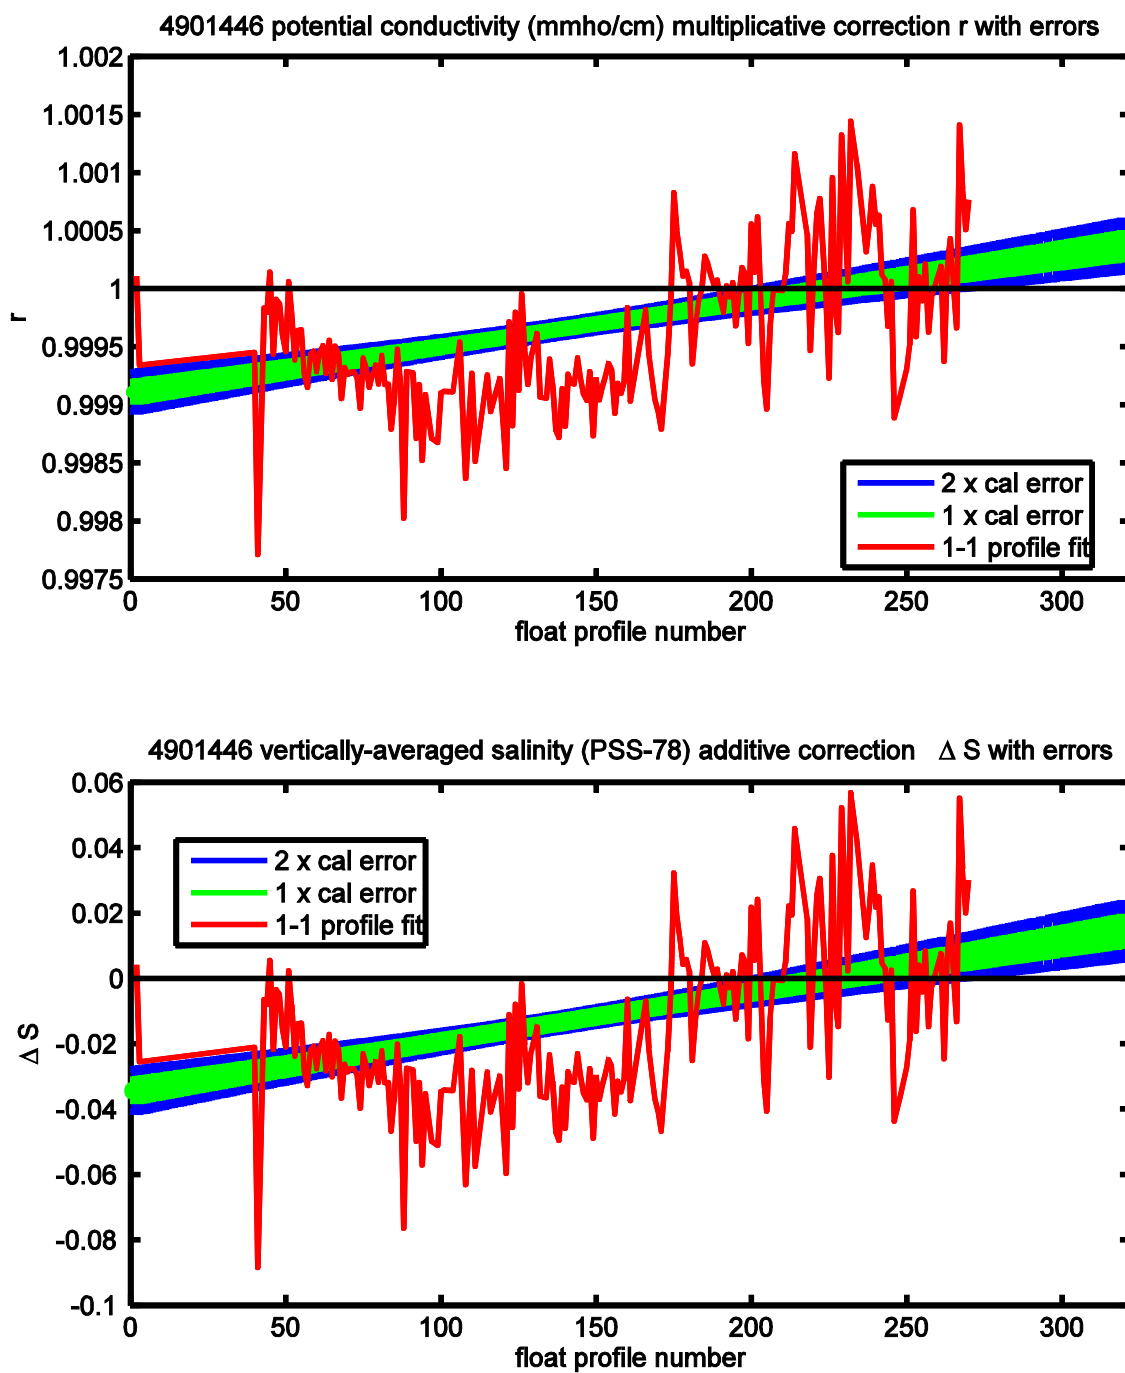 4901446 potential conductivity (mmho/cm) multiplicative correction r with errors
1.002
1.0015
1.001
1.0005
1
0.9995
0.999
0.9985
0.998
0.9975
r
2 x cal error
1 x cal error
1-1 profile fit
0 50 100 150 200 250 300
float profile number
4901446 vertically-averaged salinity (PSS-78) additive correction Δ S with errors
0.06
0.04
0.02
0
-0.02
-0.04
-0.06
-0.08
-0.1
Δ S
2 x cal error
1 x cal error
1-1 profile fit
0 50 100 150 200 250 300
float profile number